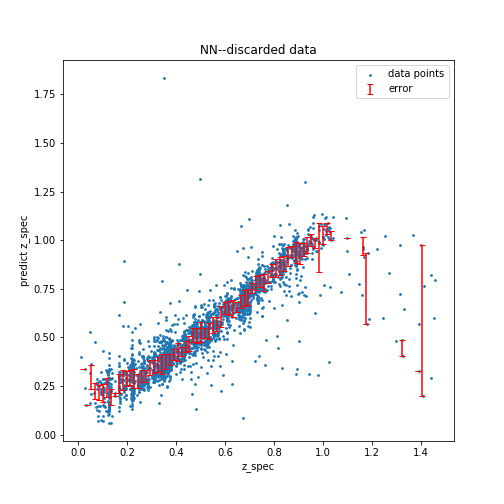 NN--discarded data
data points
error
predict z_spec
1.75
1.50
1.25
1.00
0.75
0.50
0.25
0.00
0.0 0.2 0.4 0.6 0.8 1.0 1.2 1.4
z_spec